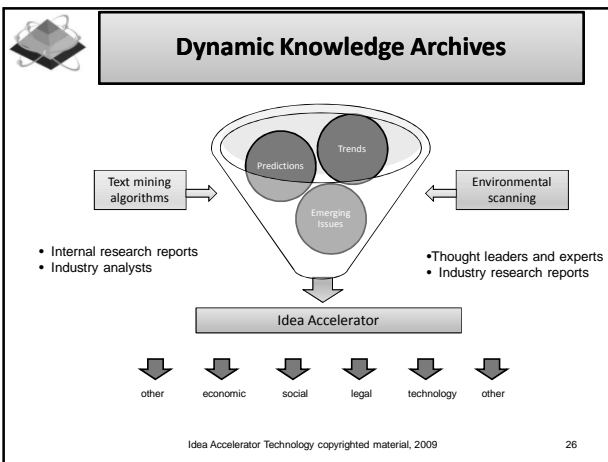 Dynamic Knowledge Archives
Trends
Predictions
Emerging
Issues
Text mining
algorithms
Environmental
scanning
• Internal research reports
• Industry analysts
•Thought leaders and experts
• Industry research reports
Idea Accelerator
other economic social legal technology other
Idea Accelerator Technology copyrighted material, 2009 26